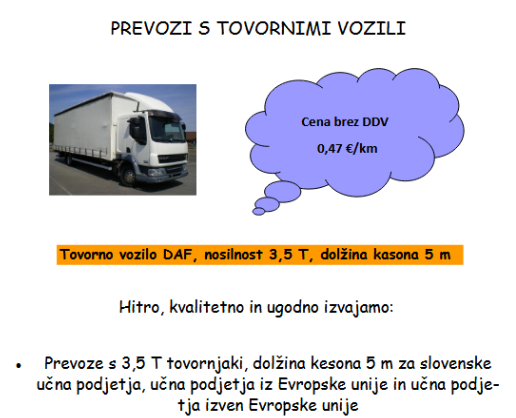 PREVOZI S TOVORNIMI VOZILI
Cena brez DDV
0,47 €/km
Tovorno vozilo DAF, nosilnost 3,5 T, dolžina kasona 5 m
Hitro, kvalitetno in ugodno izvajamo:
• Prevoze s 3,5 T tovornjaki, dolžina kesona 5 m za slovenske
učna podjetja, učna podjetja iz Evropske unije in učna podje-
tja izven Evropske unije